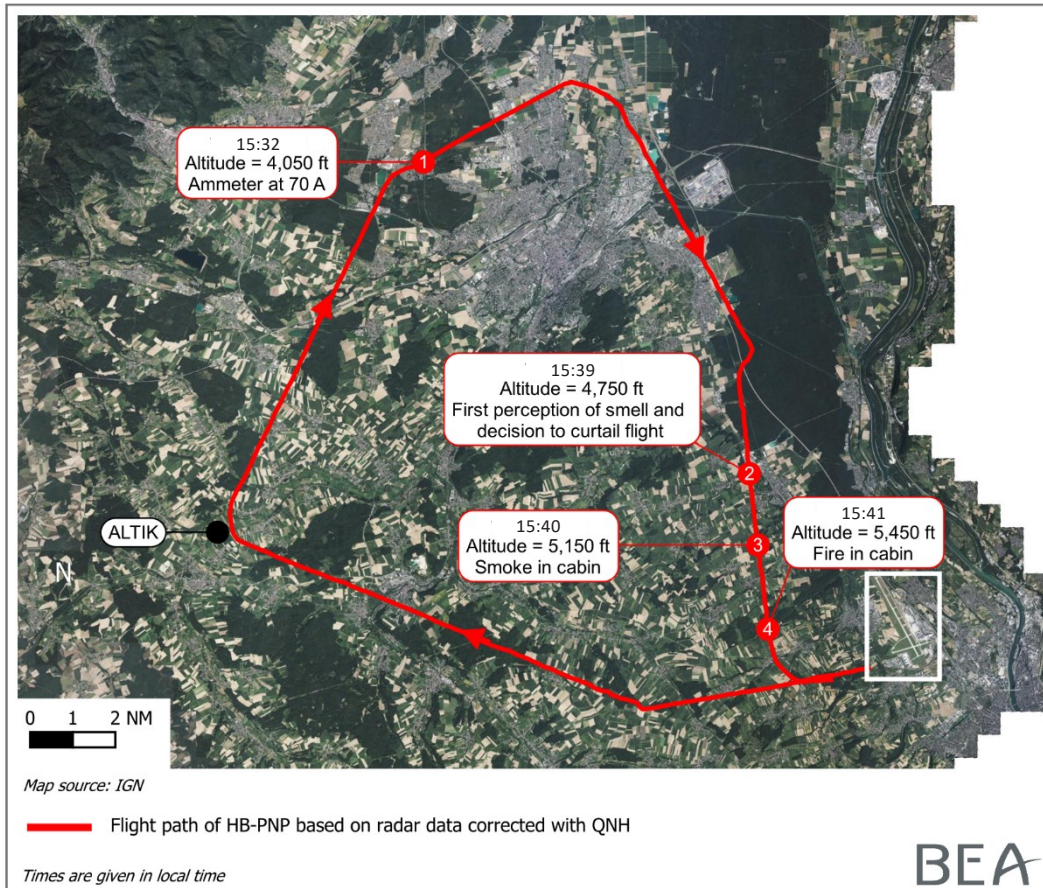 15:32
Altitude = 4,050 ft
Ammeter at 70 A
1
15:39
Altitude = 4,750 ft
First perception of smell and
decision to curtail flight
2
15:40
Altitude = 5,150 ft
Smoke in cabin
3
15:41
Altitude = 5,450 ft
Fire in cabin
4
ALTIK
N
0 1 2 NM
Map source: IGN
Flight path of HB-PNP based on radar data corrected with QNH
Times are given in local time
BEA